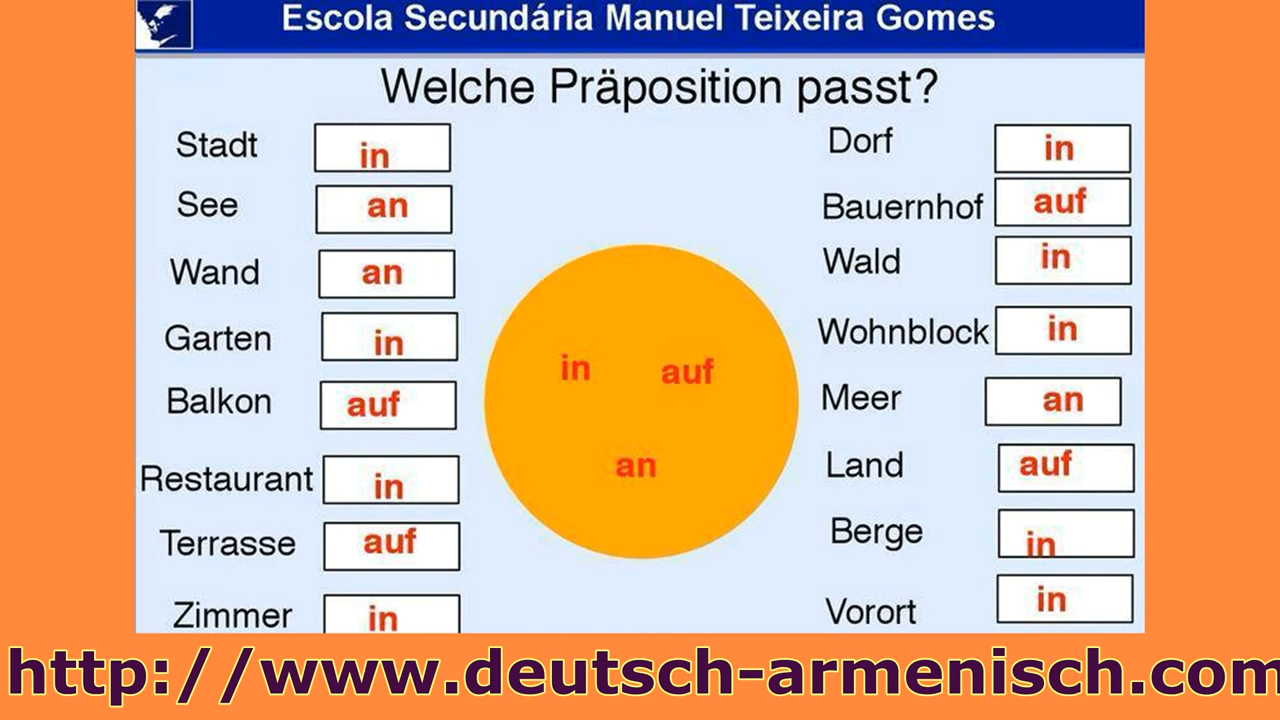 Escola Secundária Manuel Teixeira Gomes
Welche Präposition passt?
Stadt in
See an
Wand an
Garten in
Balkon auf
Restaurant in
Terrasse auf
Zimmer in
in auf
an
Dorf in
Bauernhof auf
Wald in
Wohnblock in
Meer an
Land auf
Berge in
Vorort in
http://www.deutsch-armenisch.com